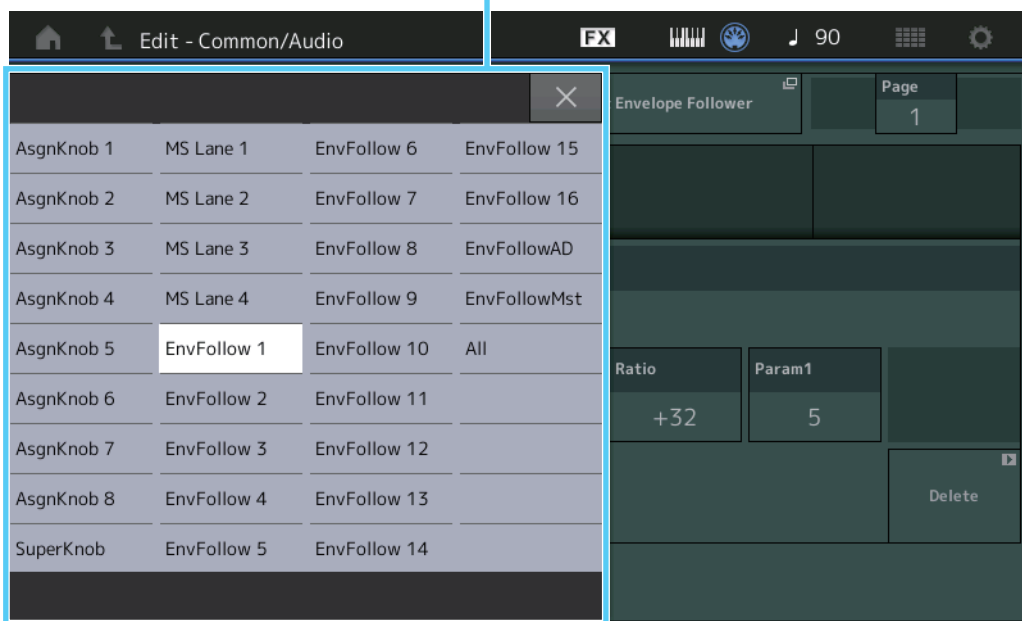 Edit - Common/Audio FX 90
Envelope Follower Page
1
AsgnKnob 1 MS Lane 1 EnvFollow 6 EnvFollow 15
AsgnKnob 2 MS Lane 2 EnvFollow 7 EnvFollow 16
AsgnKnob 3 MS Lane 3 EnvFollow 8 EnvFollowAD
AsgnKnob 4 MS Lane 4 EnvFollow 9 EnvFollowMst
AsgnKnob 5 EnvFollow 1 EnvFollow 10 All
Ratio Param1
AsgnKnob 6 EnvFollow 2 EnvFollow 11
+32 5
AsgnKnob 7 EnvFollow 3 EnvFollow 12
AsgnKnob 8 EnvFollow 4 EnvFollow 13
Delete
SuperKnob EnvFollow 5 EnvFollow 14